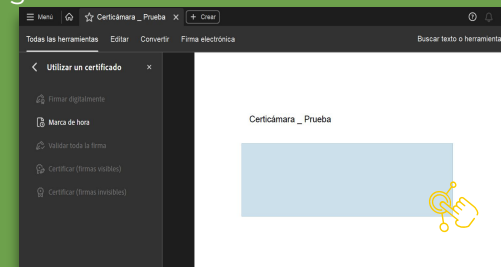 Menú
Certicámara _ Prueba
+ Crear
Todas las herramientas
Editar
Convertir
Firma electrónica
Buscar texto o herramienta
Utilizar un certificado
Firmar digitalmente
Marca de hora
Validar toda la firma
Certificar (firmas visibles)
Certificar (firmas invisibles)
Certicámara _ Prueba